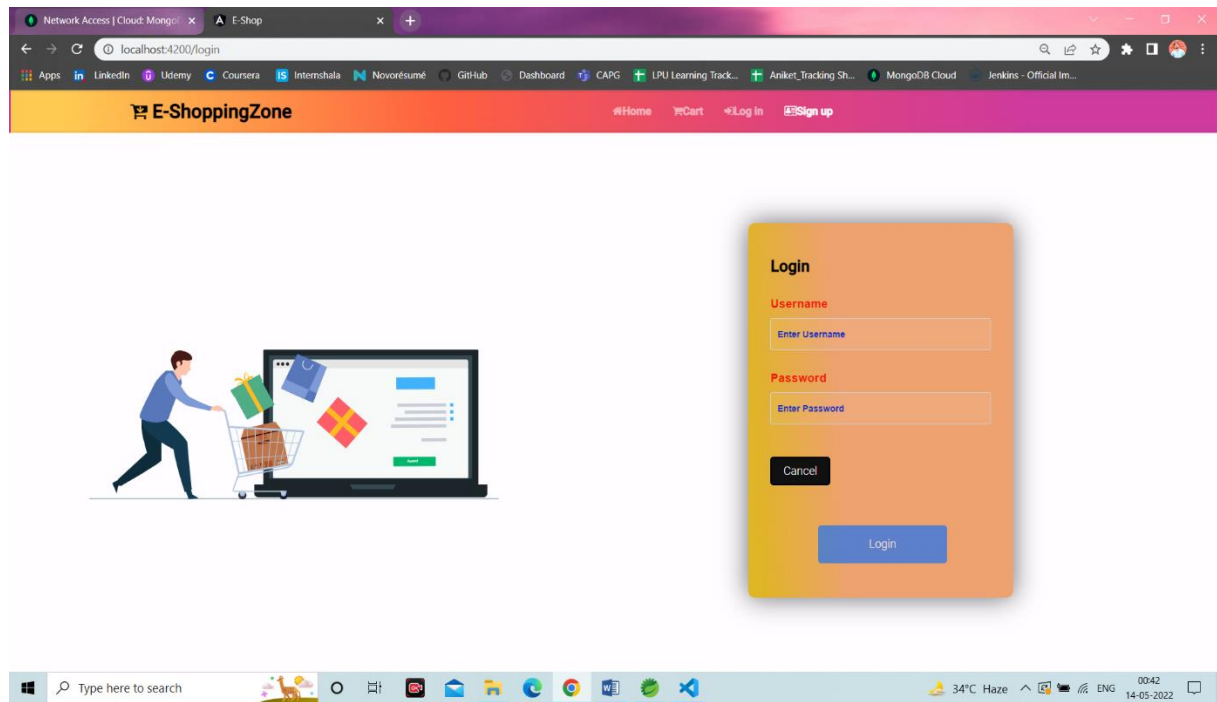 Network Access | Cloud: Mongo
E-Shop
localhost:4200/login
Apps LinkedIn Udemy Coursera Internshala Novorésumé GitHub Dashboard CAPG LPU Learning Track... Aniket_Tracking Sh... MongoDB Cloud Jenkins - Official Im...
E-ShoppingZone
Home Cart Log In Sign up
Login
Username
Enter Username
Password
Enter Password
Cancel
Login
Type here to search
34°C Haze
ENG
00:42
14-05-2022